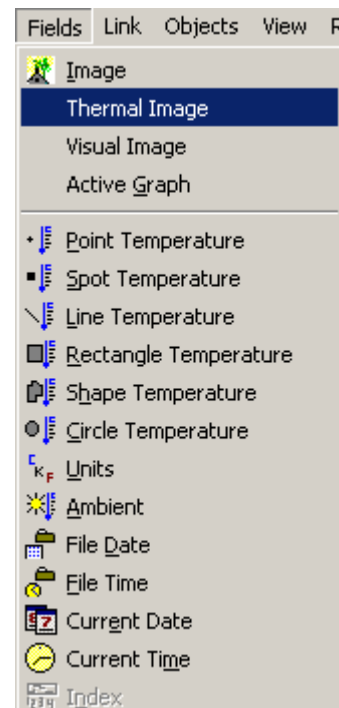 Fields Link Objects View
Image
Thermal Image
Visual Image
Active Graph
Point Temperature
Spot Temperature
Line Temperature
Rectangle Temperature
Shape Temperature
Circle Temperature
Units
Ambient
File Date
File Time
Current Date
Current Time
Index